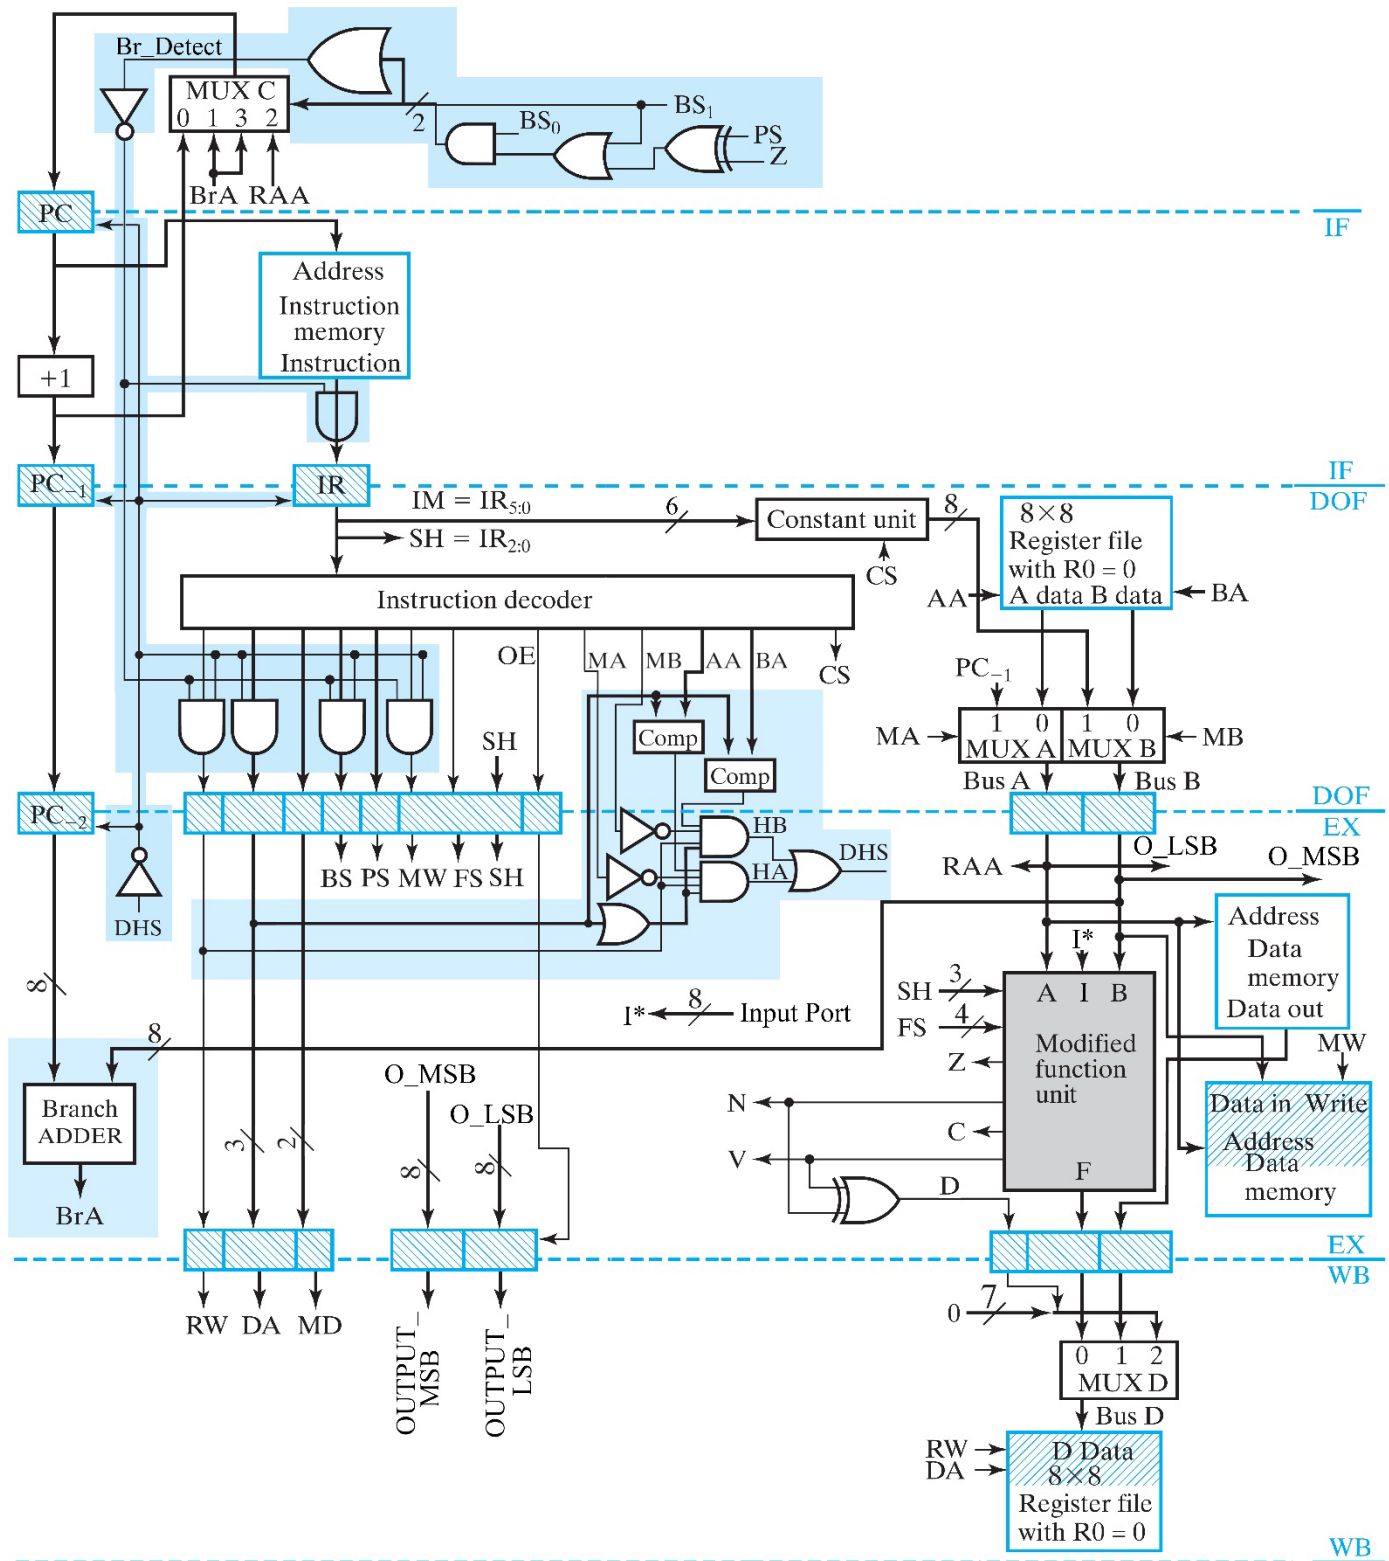 Br_Detect
MUX C
0 1 3 2
2
BS₁
BS₀
PS
Z
BrA RAA
PC
IF
Address
Instruction
memory
Instruction
+1
PC₋₁
IR
IF
DOF
IM = IR₅:₀
6
SH = IR₂:₀
Constant unit
8
CS
8×8
Register file
with R0 = 0
A data B data
AA
BA
Instruction decoder
OE
MA
MB
AA
BA
CS
PC₋₁
1 0 1 0
MUX A MUX B
MA
MB
Bus A
Bus B
SH
Comp
Comp
PC₋₂
DOF
EX
HB
HA
DHS
BS PS MW FS SH
DHS
RAA
O_LSB
O_MSB
Address
Data
memory
Data out
I*
A I B
SH
3
FS
4
Modified
function
unit
Z
N
C
V
F
D
8
8
I*
8
Input Port
MW
Data in Write
Address
Data
memory
Branch
ADDER
BrA
O_MSB
O_LSB
3
2
8
8
EX
WB
RW DA MD
OUTPUT_
MSB
OUTPUT_
LSB
0
7
0 1 2
MUX D
Bus D
RW
DA
D Data
8×8
Register file
with R0 = 0
WB